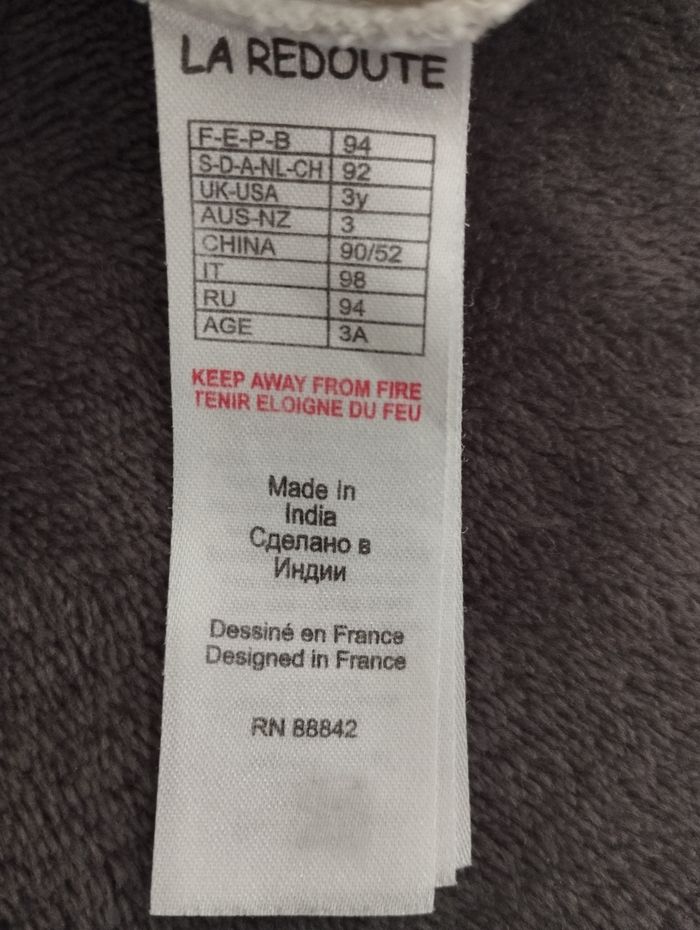 LA REDOUTE
F-E-P-B 94
S-D-A-NL-CH 92
UK-USA 3y
AUS-NZ 3
CHINA 90/52
IT 98
RU 94
AGE 3A
KEEP AWAY FROM FIRE
TENIR ELOIGNE DU FEU
Made in
India
Сделано в
Индии
Dessiné en France
Designed in France
RN 88842